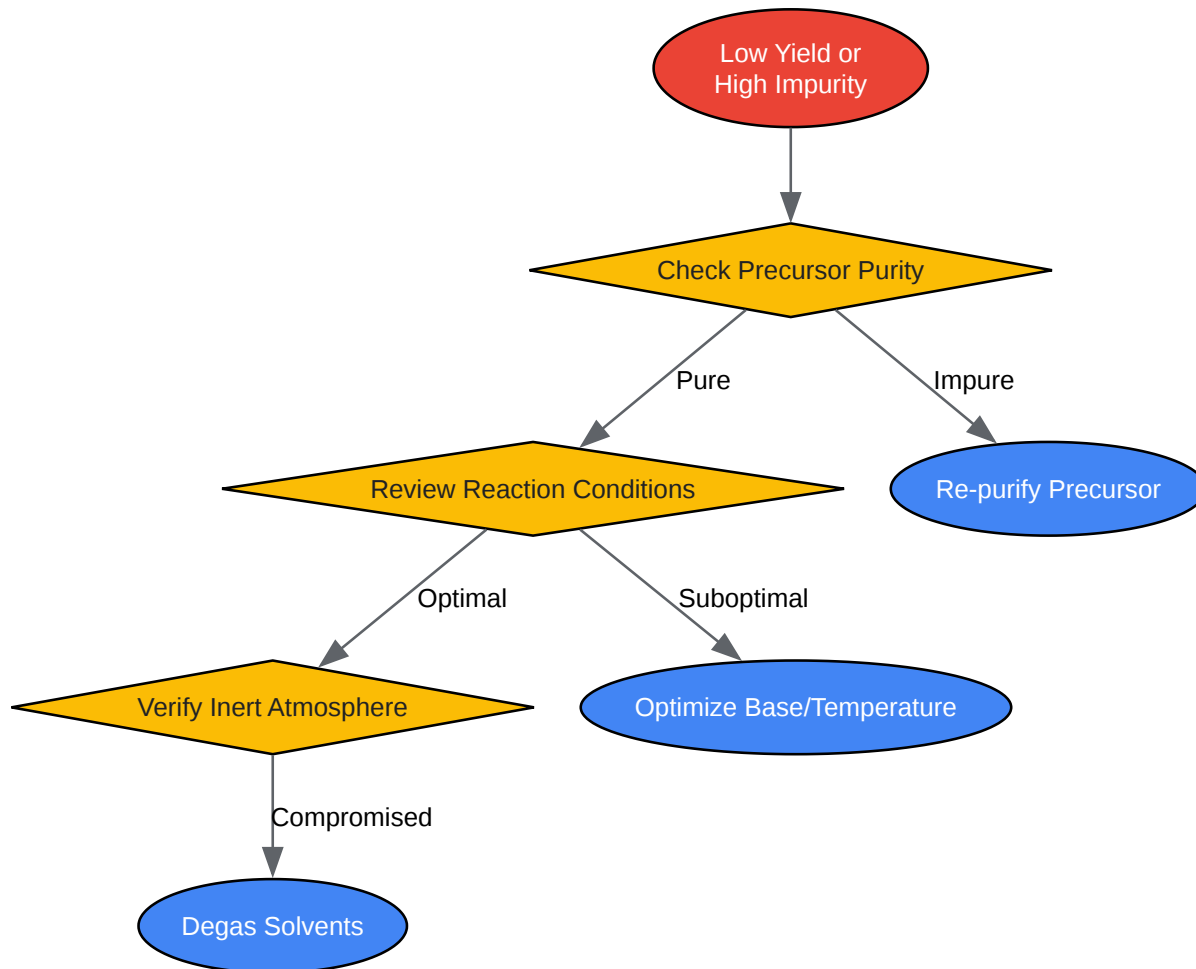 Low Yield or
High Impurity
Check Precursor Purity
Pure
Impure
Review Reaction Conditions
Re-purify Precursor
Optimal
Suboptimal
Verify Inert Atmosphere
Optimize Base/Temperature
Compromised
Degas Solvents